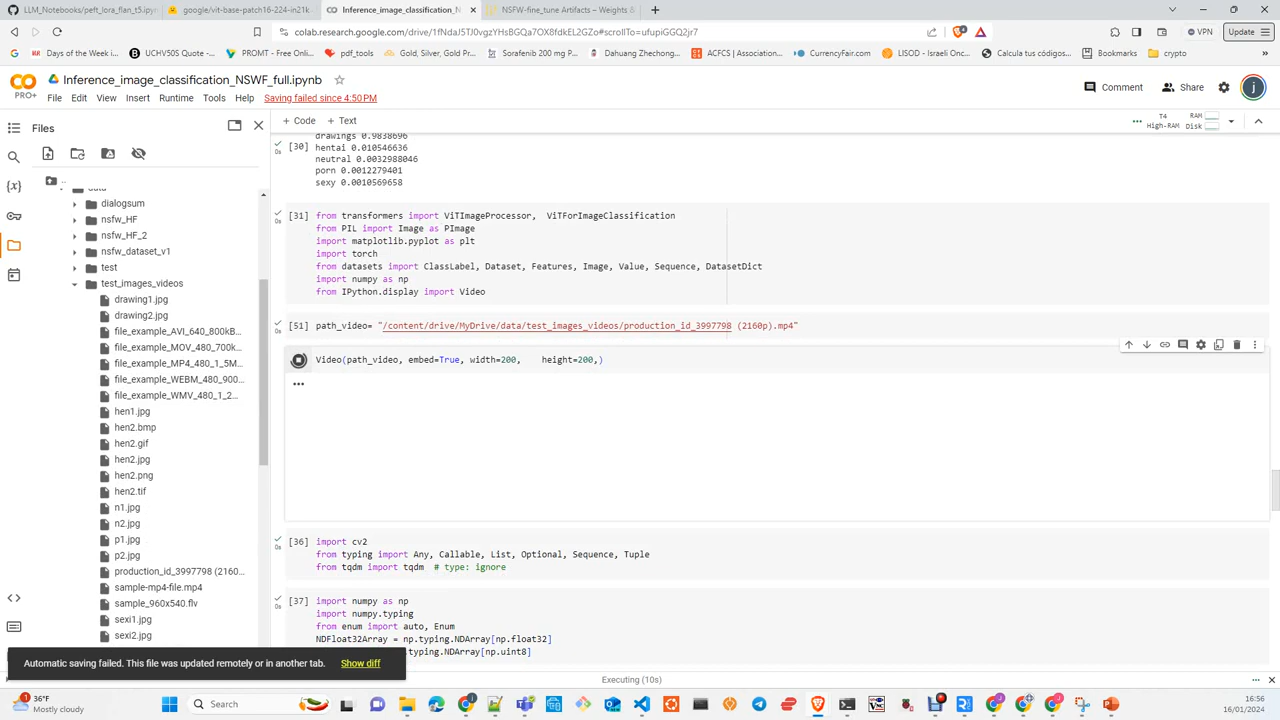 LLM_Notebooks/peft_lora_flan_t5.ipyn
google/vit-base-patch16-224-in21k
Inference_image_classification_N
NSFW-fine_tune Artifacts – Weights &
colab.research.google.com/drive/1fNdaJ5TJ0vgzYHsBGQa7OX8fdkEL2GZo#scrollTo=ufupiGGQ2jr7
VPN
Update
Days of the Week i...
UCHV50S Quote -...
PROMT - Free Onli...
pdf_tools
Gold, Silver, Gold Pr...
Sorafenib 200 mg P...
Dahuang Zhechong...
ACFCS | Association...
CurrencyFair.com
LISOD - Israeli Onc...
Calcula tus códigos...
Bookmarks
crypto
Inference_image_classification_NSWF_full.ipynb
PRO+
File Edit View Insert Runtime Tools Help Saving failed since 4:50 PM
Comment
Share
j
Files
+ Code + Text
T4
High-RAM
RAM
Disk
..
data
dialogsum
nsfw_HF
nsfw_HF_2
nsfw_dataset_v1
test
test_images_videos
drawing1.jpg
drawing2.jpg
file_example_AVI_640_800kB...
file_example_MOV_480_700k...
file_example_MP4_480_1_5M...
file_example_WEBM_480_900...
file_example_WMV_480_1_2...
hen1.jpg
hen2.bmp
hen2.gif
hen2.jpg
hen2.png
hen2.tif
n1.jpg
n2.jpg
p1.jpg
p2.jpg
production_id_3997798 (2160...
sample-mp4-file.mp4
sample_960x540.flv
sexi1.jpg
sexi2.jpg
drawings 0.9838696
[30] hentai 0.010546636
0s
neutral 0.0032988046
porn 0.0012279401
sexy 0.0010569658
[31] from transformers import ViTImageProcessor, ViTForImageClassification
0s
from PIL import Image as PImage
import matplotlib.pyplot as plt
import torch
from datasets import ClassLabel, Dataset, Features, Image, Value, Sequence, DatasetDict
import numpy as np
from IPython.display import Video
[51] path_video= "/content/drive/MyDrive/data/test_images_videos/production_id_3997798 (2160p).mp4"
0s
Video(path_video, embed=True, width=200, height=200,)
...
[36] import cv2
0s
from typing import Any, Callable, List, Optional, Sequence, Tuple
from tqdm import tqdm # type: ignore
[37] import numpy as np
0s
import numpy.typing
from enum import auto, Enum
NDFloat32Array = np.typing.NDArray[np.float32]
.typing.NDArray[np.uint8]
Automatic saving failed. This file was updated remotely or in another tab. Show diff
Executing (10s)
36°F
Mostly cloudy
Search
16:56
16/01/2024